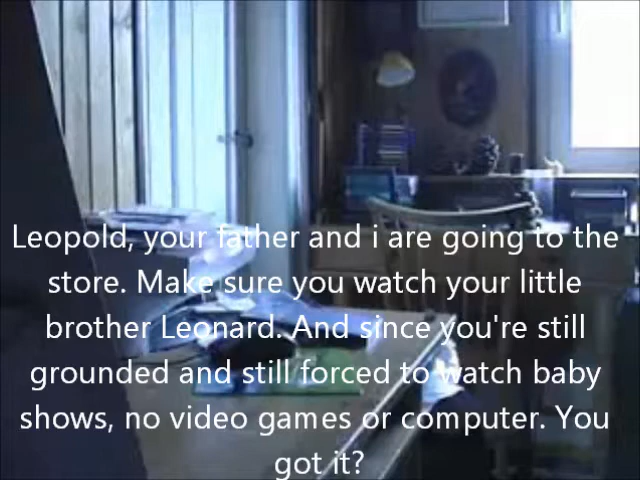 Leopold, your father and i are going to the
store. Make sure you watch your little
brother Leonard. And since you're still
grounded and still forced to watch baby
shows, no video games or computer. You
got it?